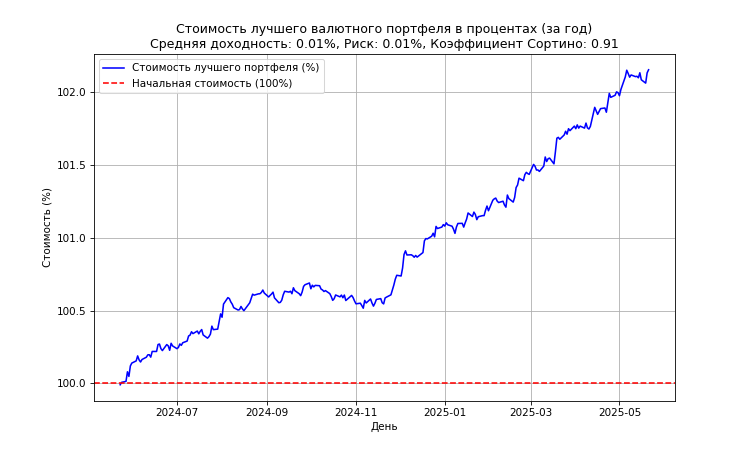 Стоимость лучшего валютного портфеля в процентах (за год)
Средняя доходность: 0.01%, Риск: 0.01%, Коэффициент Сортино: 0.91
Стоимость лучшего портфеля (%)
Начальная стоимость (100%)
Стоимость (%)
102.0
101.5
101.0
100.5
100.0
2024-07 2024-09 2024-11 2025-01 2025-03 2025-05
День